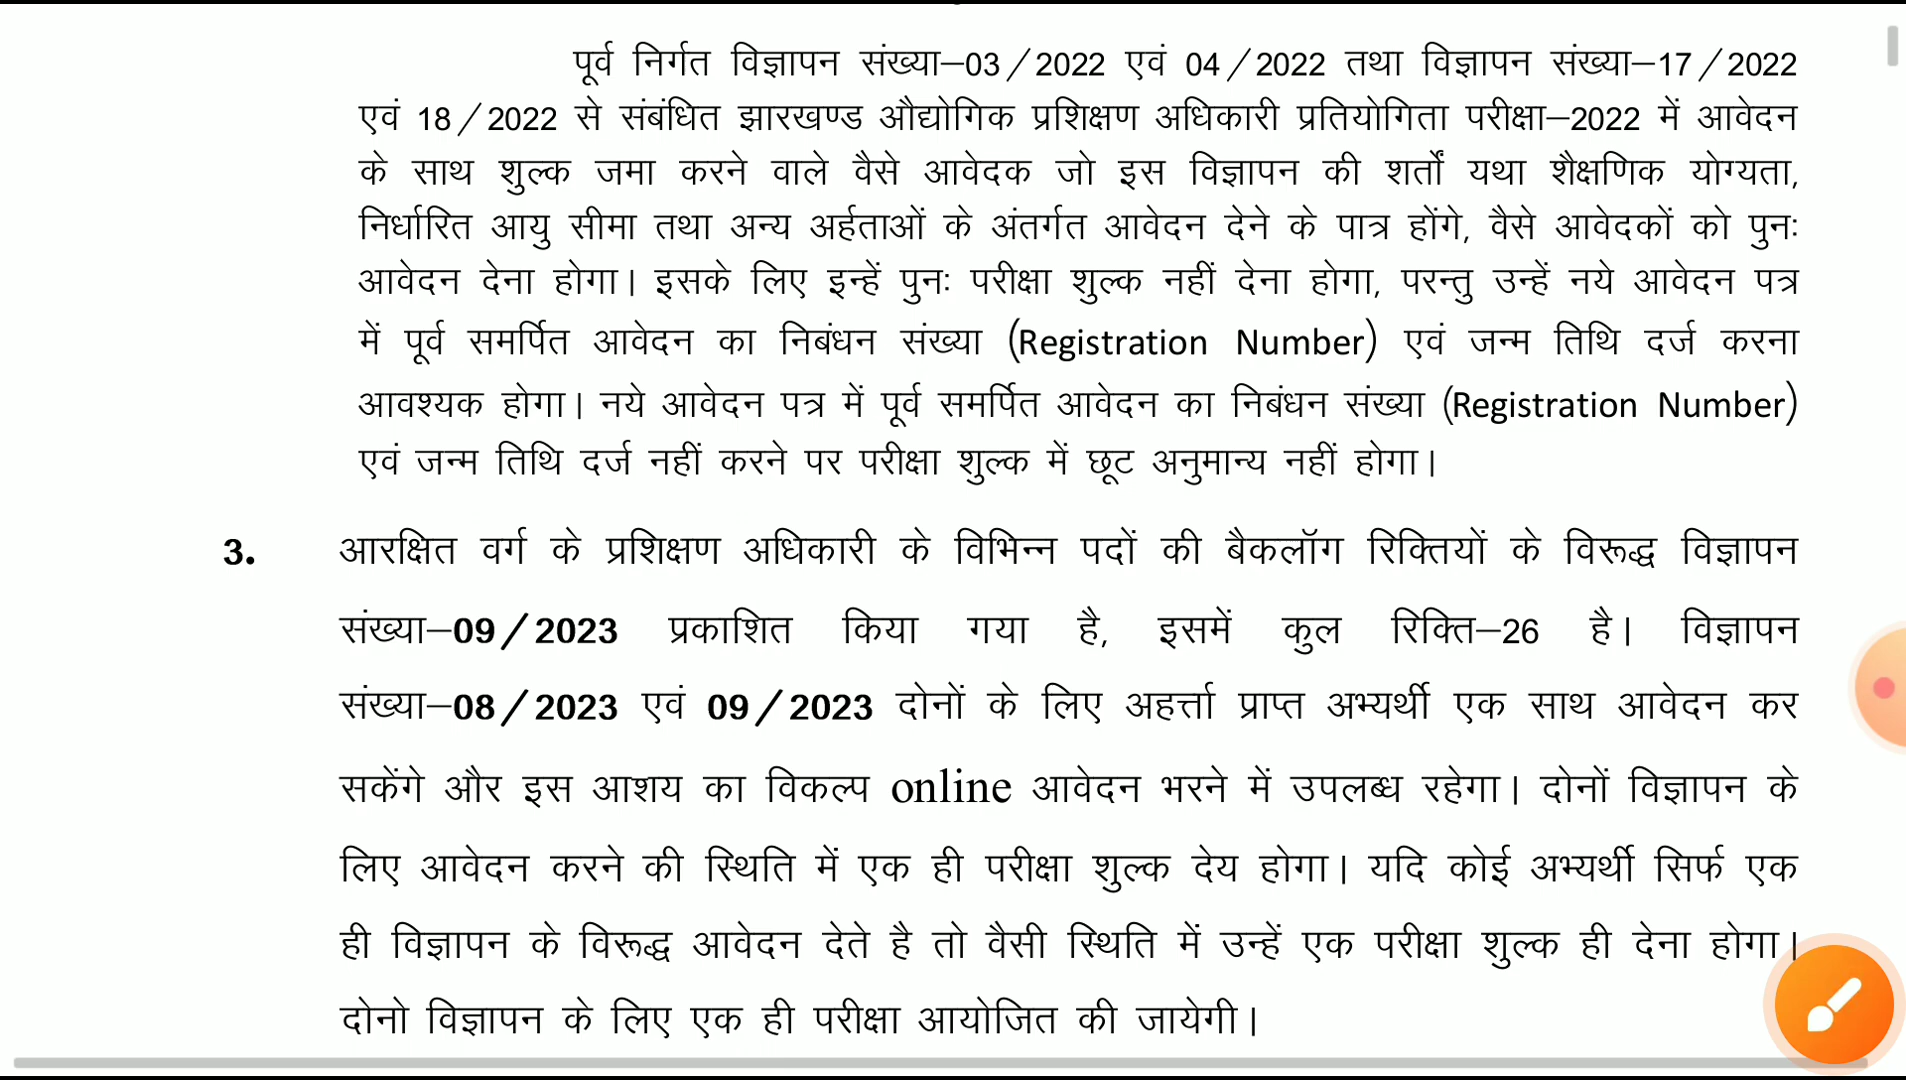 पूर्व निर्गत विज्ञापन संख्या–03/2022 एवं 04/2022 तथा विज्ञापन संख्या–17/2022
एवं 18/2022 से संबंधित झारखण्ड औद्योगिक प्रशिक्षण अधिकारी प्रतियोगिता परीक्षा–2022 में आवेदन
के साथ शुल्क जमा करने वाले वैसे आवेदक जो इस विज्ञापन की शर्तों यथा शैक्षणिक योग्यता,
निर्धारित आयु सीमा तथा अन्य अर्हताओं के अंतर्गत आवेदन देने के पात्र होंगे, वैसे आवेदकों को पुनः
आवेदन देना होगा। इसके लिए इन्हें पुनः परीक्षा शुल्क नहीं देना होगा, परन्तु उन्हें नये आवेदन पत्र
में पूर्व समर्पित आवेदन का निबंधन संख्या (Registration Number) एवं जन्म तिथि दर्ज करना
आवश्यक होगा। नये आवेदन पत्र में पूर्व समर्पित आवेदन का निबंधन संख्या (Registration Number)
एवं जन्म तिथि दर्ज नहीं करने पर परीक्षा शुल्क में छूट अनुमान्य नहीं होगा।
3. आरक्षित वर्ग के प्रशिक्षण अधिकारी के विभिन्न पदों की बैकलॉग रिक्तियों के विरूद्ध विज्ञापन
संख्या–09/2023 प्रकाशित किया गया है, इसमें कुल रिक्ति–26 है। विज्ञापन
संख्या–08/2023 एवं 09/2023 दोनों के लिए अहर्त्ता प्राप्त अभ्यर्थी एक साथ आवेदन कर
सकेंगे और इस आशय का विकल्प online आवेदन भरने में उपलब्ध रहेगा। दोनों विज्ञापन के
लिए आवेदन करने की स्थिति में एक ही परीक्षा शुल्क देय होगा। यदि कोई अभ्यर्थी सिर्फ एक
ही विज्ञापन के विरूद्ध आवेदन देते है तो वैसी स्थिति में उन्हें एक परीक्षा शुल्क ही देना होगा।
दोनो विज्ञापन के लिए एक ही परीक्षा आयोजित की जायेगी।